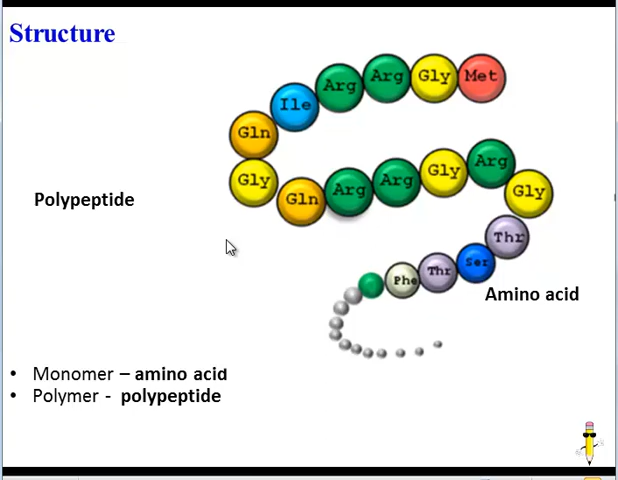 Structure
Ile Arg Arg Gly Met
Gln
Gly Gln Arg Arg Gly Arg Gly
Polypeptide
Thr
Phe Thr Ser
Amino acid
• Monomer – amino acid
• Polymer - polypeptide